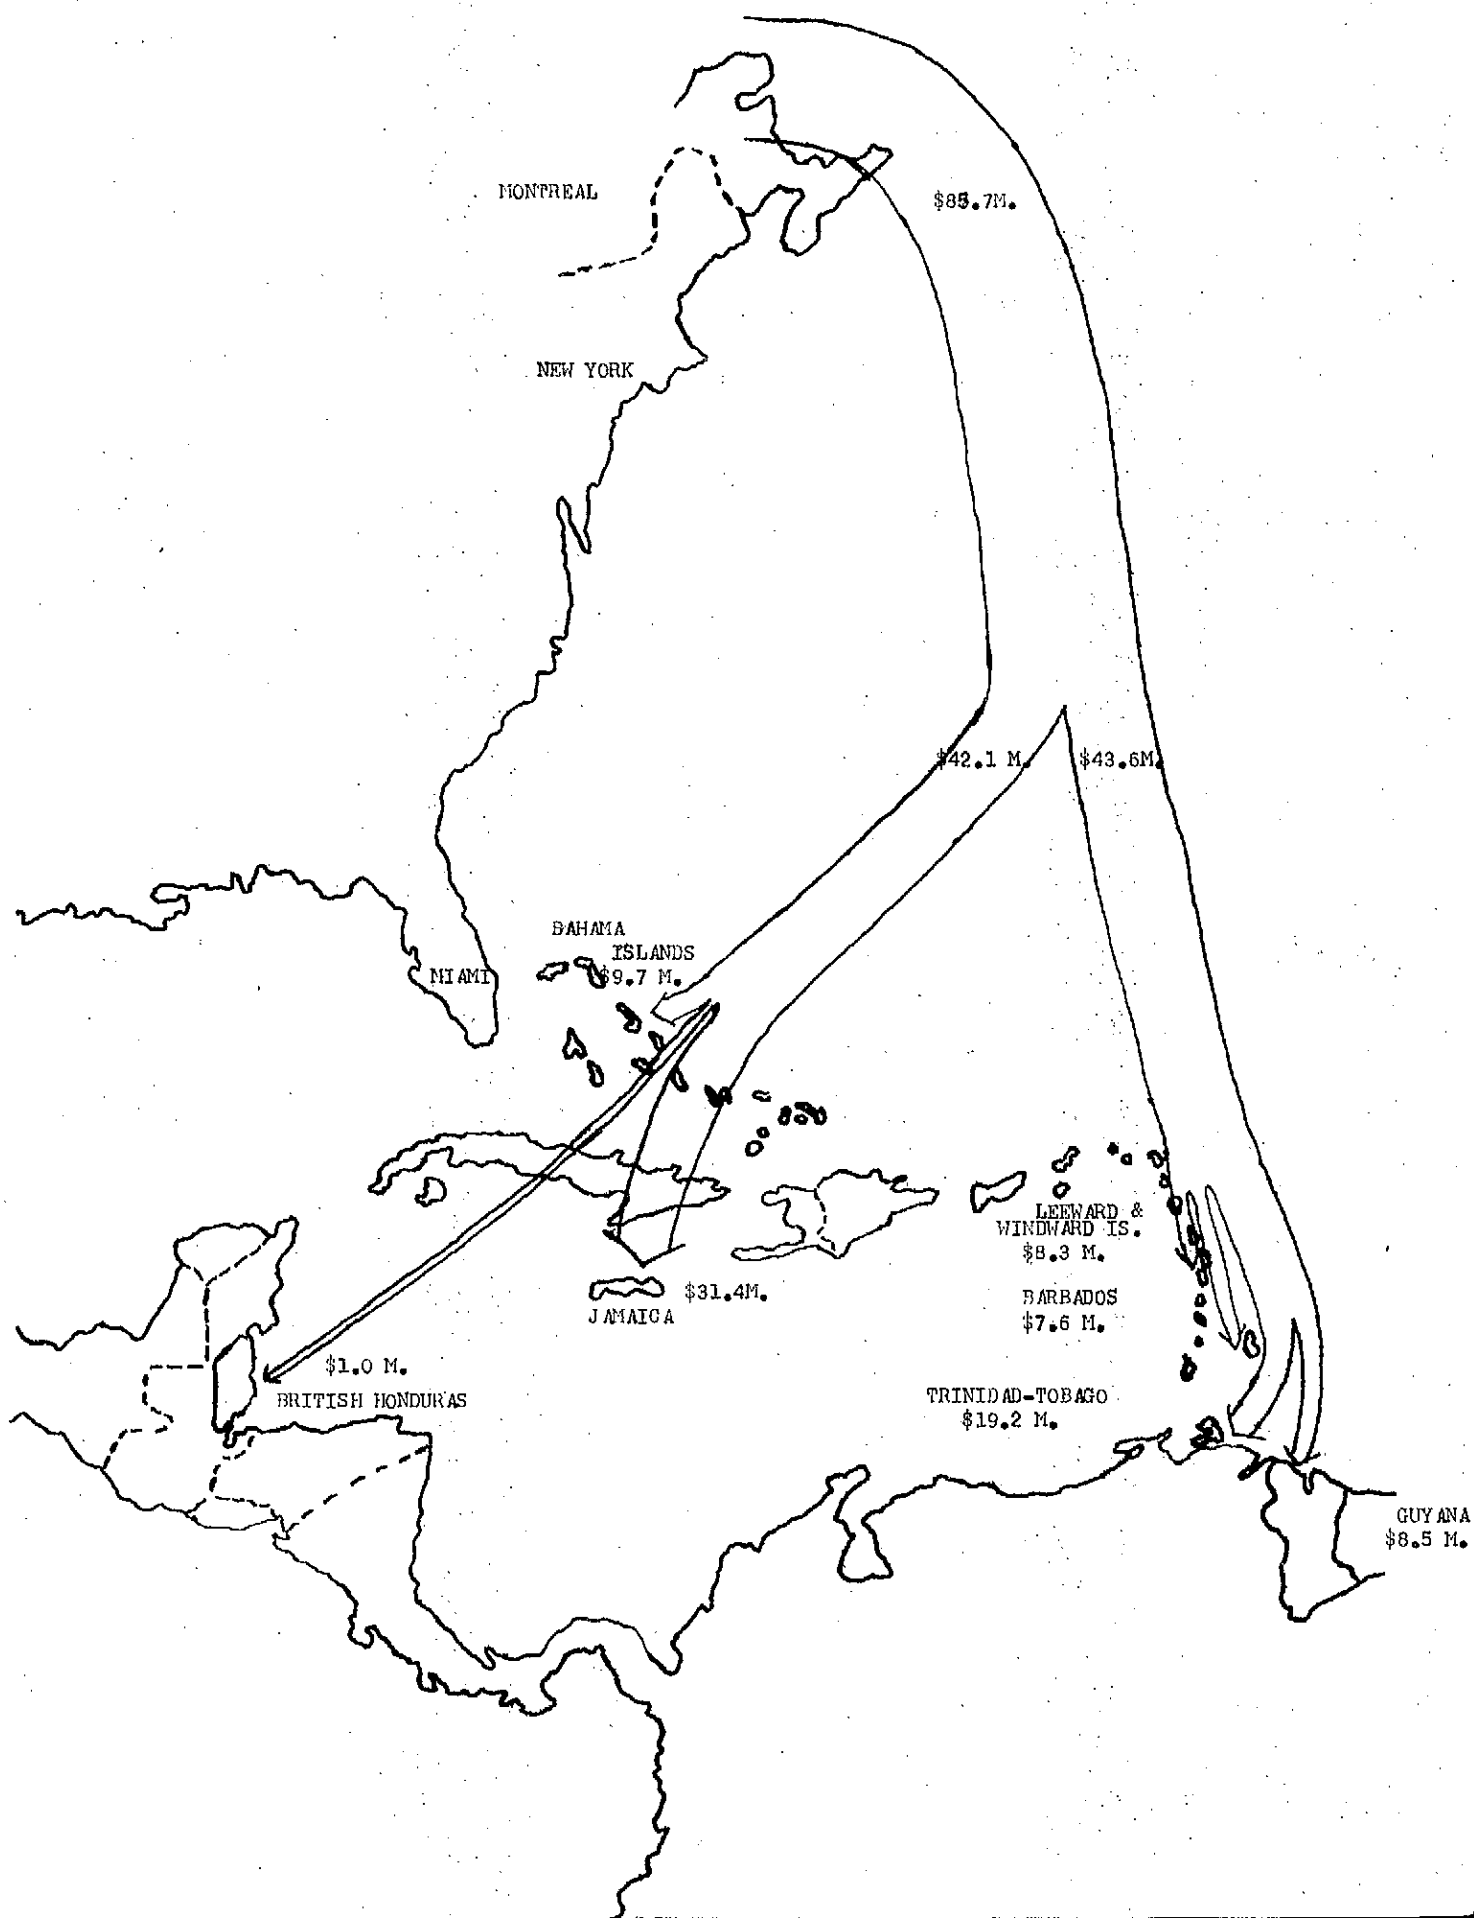 MONTREAL
$85.7M.
NEW YORK
$42.1 M.
$43.6M.
BAHAMA
ISLANDS
$9.7 M.
MIAMI
LEEWARD &
WINDWARD IS.
$8.3 M.
$31.4M.
JAMAICA
BARBADOS
$7.6 M.
$1.0 M.
BRITISH HONDURAS
TRINIDAD-TOBAGO
$19.2 M.
GUYANA
$8.5 M.